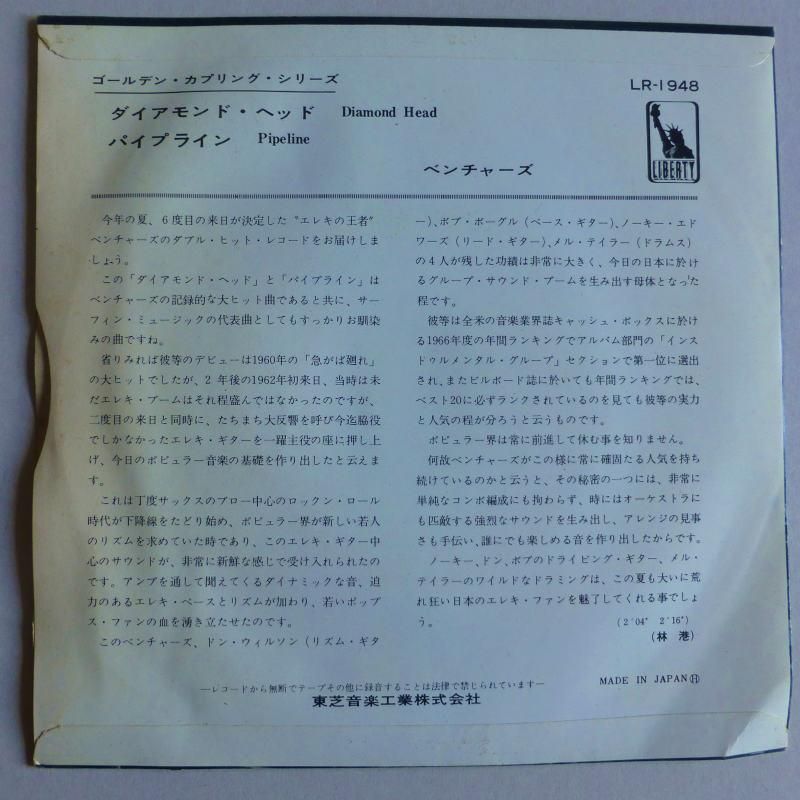 ゴールデン・カプリング・シリーズ
LR-1948
ダイアモンド・ヘッド Diamond Head
パイプライン Pipeline
LIBERTY
ベンチャーズ
今年の夏、6度目の来日が決定した〝エレキの王者〟
ベンチャーズのダブル・ヒット・レコードをお届けしま
しょう。
この「ダイアモンド・ヘッド」と「パイプライン」は
ベンチャーズの記録的な大ヒット曲であると共に、サー
フィン・ミュージックの代表曲としてもすっかりお馴染
みの曲ですね。
省りみれば彼等のデビューは1960年の「急がば廻れ」
の大ヒットでしたが、2年後の1962年初来日、当時は未
だエレキ・ブームはそれ程盛んではなかったのですが、
二度目の来日と同時に、たちまち大反響を呼び今迄脇役
でしかなかったエレキ・ギターを一躍主役の座に押し上
げ、今日のポピュラー音楽の基礎を作り出したと云えま
す。
これは丁度サックスのブロー中心のロックン・ロール
時代が下降線をたどり始め、ポピュラー界が新しい若人
のリズムを求めていた時であり、このエレキ・ギター中
心のサウンドが、非常に新鮮な感じで受け入れられたの
です。アンプを通して聞えてくるダイナミックな音、迫
力のあるエレキ・ベースとリズムが加わり、若いポップ
ス・ファンの血を湧き立たせたのです。
このベンチャーズ、ドン・ウィルソン（リズム・ギタ
ー）、ボブ・ボーグル（ベース・ギター）、ノーキー・エド
ワーズ（リード・ギター）、メル・テイラー（ドラムス）
の4人が残した功績は非常に大きく、今日の日本に於け
るグループ・サウンド・ブームを生み出す母体となった
程です。
彼等は全米の音楽業界誌キャッシュ・ボックスに於け
る1966年度の年間ランキングでアルバム部門の「インス
トゥルメンタル・グループ」セクションで第一位に選出
され、またビルボード誌に於いても年間ランキングでは、
ベスト20に必ずランクされているのを見ても彼等の実力
と人気の程が分ろうと云うものです。
ポピュラー界は常に前進して休む事を知りません。
何故ベンチャーズがこの様に常に確固たる人気を持ち
続けているのかと云うと、その秘密の一つには、非常に
単純なコンボ編成にも拘わらず、時にはオーケストラに
も匹敵する強烈なサウンドを生み出し、アレンジの見事
さも手伝い、誰にでも楽しめる音を作り出したからです。
ノーキー、ドン、ボブのドライビング・ギター、メル・
テイラーのワイルドなドラミングは、この夏も大いに荒
れ狂い日本のエレキ・ファンを魅了してくれる事でしょ
う。 (2′04″ 2′16″)
(林 港)
MADE IN JAPAN Ⓗ
—レコードから無断でテープその他に録音することは法律で禁じられています—
東芝音楽工業株式会社